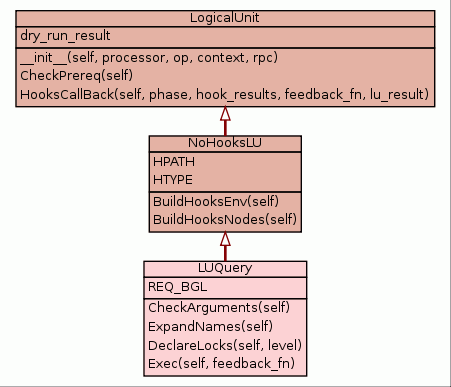 LogicalUnit
dry_run_result
__init__(self, processor, op, context, rpc)
CheckPrereq(self)
HooksCallBack(self, phase, hook_results, feedback_fn, lu_result)
NoHooksLU
HPATH
HTYPE
BuildHooksEnv(self)
BuildHooksNodes(self)
LUQuery
REQ_BGL
CheckArguments(self)
ExpandNames(self)
DeclareLocks(self, level)
Exec(self, feedback_fn)